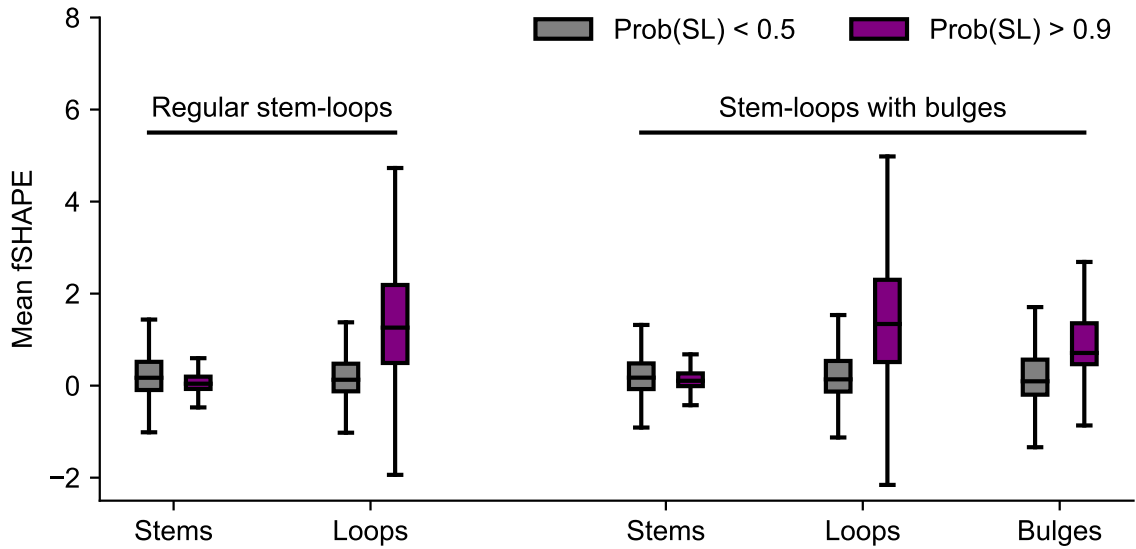 Prob(SL) < 0.5 Prob(SL) > 0.9
Regular stem-loops Stem-loops with bulges
Mean fSHAPE
8
6
4
2
0
−2
Stems Loops Stems Loops Bulges